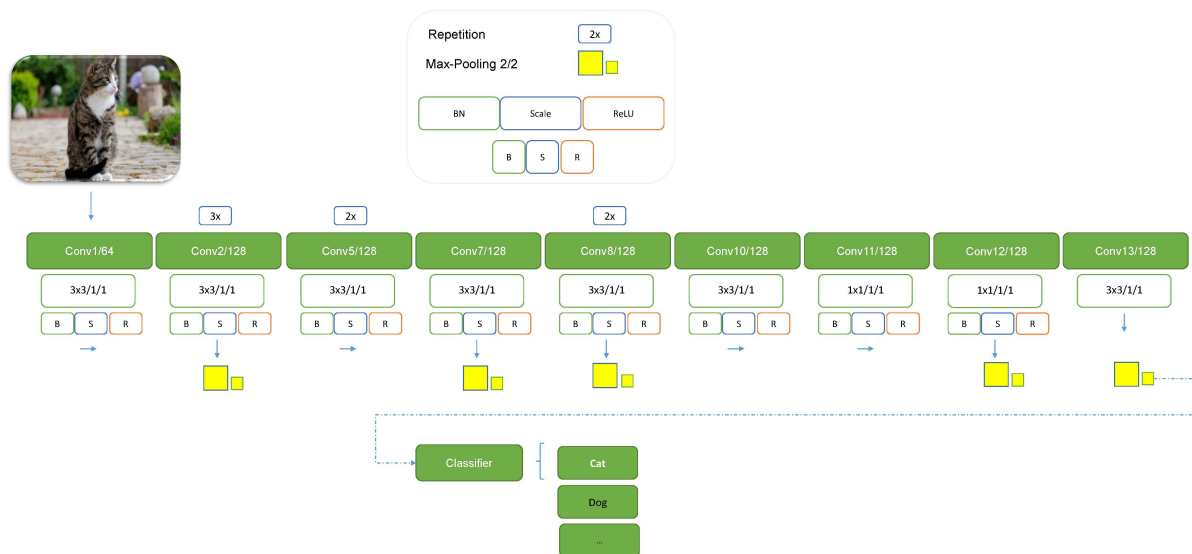 Repetition 2x
Max-Pooling 2/2
BN Scale ReLU
B S R
3x 2x 2x
Conv1/64 Conv2/128 Conv5/128 Conv7/128 Conv8/128 Conv10/128 Conv11/128 Conv12/128 Conv13/128
3x3/1/1 3x3/1/1 3x3/1/1 3x3/1/1 3x3/1/1 3x3/1/1 1x1/1/1 1x1/1/1 3x3/1/1
B S R B S R B S R B S R B S R B S R B S R B S R
Classifier Cat
Dog
...